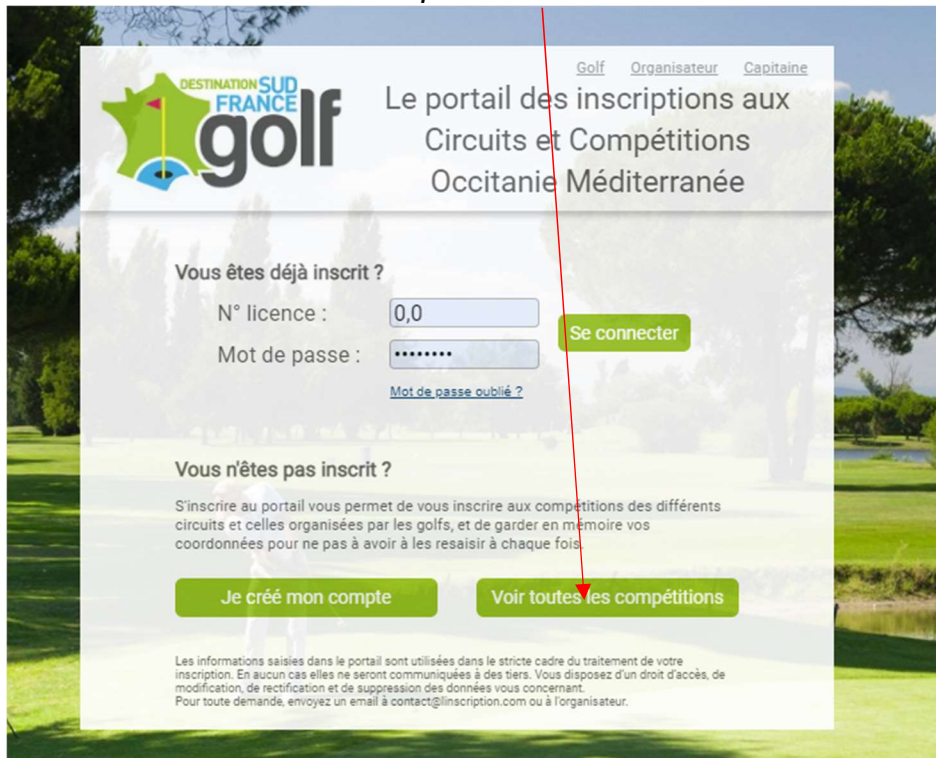 Golf Organisateur Capitaine
DESTINATION SUD
FRANCE
golf
Le portail des inscriptions aux
Circuits et Compétitions
Occitanie Méditerranée
Vous êtes déjà inscrit ?
N° licence : 0,0
Se connecter
Mot de passe : ••••••••
Mot de passe oublié ?
Vous n'êtes pas inscrit ?
S'inscrire au portail vous permet de vous inscrire aux compétitions des différents
circuits et celles organisées par les golfs, et de garder en mémoire vos
coordonnées pour ne pas à avoir à les resaisir à chaque fois.
Je créé mon compte Voir toutes les compétitions
Les informations saisies dans le portail sont utilisées dans le stricte cadre du traitement de votre
inscription. En aucun cas elles ne seront communiquées à des tiers. Vous disposez d'un droit d'accès, de
modification, de rectification et de suppression des données vous concernant.
Pour toute demande, envoyez un email à contact@linscription.com ou à l'organisateur.